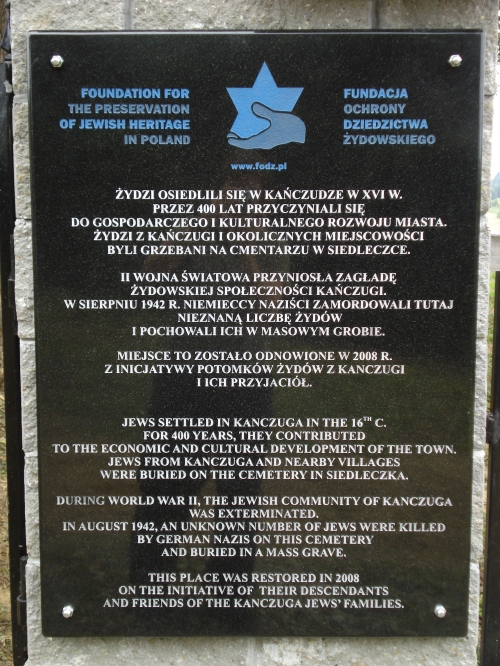 FOUNDATION FOR
THE PRESERVATION
OF JEWISH HERITAGE
IN POLAND
FUNDACJA
OCHRONY
DZIEDZICTWA
ŻYDOWSKIEGO
www.fodz.pl
ŻYDZI OSIEDLILI SIĘ W KAŃCZUDZE W XVI W.
PRZEZ 400 LAT PRZYCZYNIALI SIĘ
DO GOSPODARCZEGO I KULTURALNEGO ROZWOJU MIASTA.
ŻYDZI Z KAŃCZUGI I OKOLICZNYCH MIEJSCOWOŚCI
BYLI GRZEBANI NA CMENTARZU W SIEDLECZCE.
II WOJNA ŚWIATOWA PRZYNIOSŁA ZAGŁADĘ
ŻYDOWSKIEJ SPOŁECZNOŚCI KAŃCZUGI.
W SIERPNIU 1942 R. NIEMIECCY NAZIŚCI ZAMORDOWALI TUTAJ
NIEZNANĄ LICZBĘ ŻYDÓW
I POCHOWALI ICH W MASOWYM GROBIE.
MIEJSCE TO ZOSTAŁO ODNOWIONE W 2008 R.
Z INICJATYWY POTOMKÓW ŻYDÓW Z KANCZUGI
I ICH PRZYJACIÓŁ.
JEWS SETTLED IN KANCZUGA IN THE 16TH C.
FOR 400 YEARS, THEY CONTRIBUTED
TO THE ECONOMIC AND CULTURAL DEVELOPMENT OF THE TOWN.
JEWS FROM KANCZUGA AND NEARBY VILLAGES
WERE BURIED ON THE CEMETERY IN SIEDLECZKA.
DURING WORLD WAR II, THE JEWISH COMMUNITY OF KANCZUGA
WAS EXTERMINATED.
IN AUGUST 1942, AN UNKNOWN NUMBER OF JEWS WERE KILLED
BY GERMAN NAZIS ON THIS CEMETERY
AND BURIED IN A MASS GRAVE.
THIS PLACE WAS RESTORED IN 2008
ON THE INITIATIVE OF THEIR DESCENDANTS
AND FRIENDS OF THE KANCZUGA JEWS' FAMILIES.